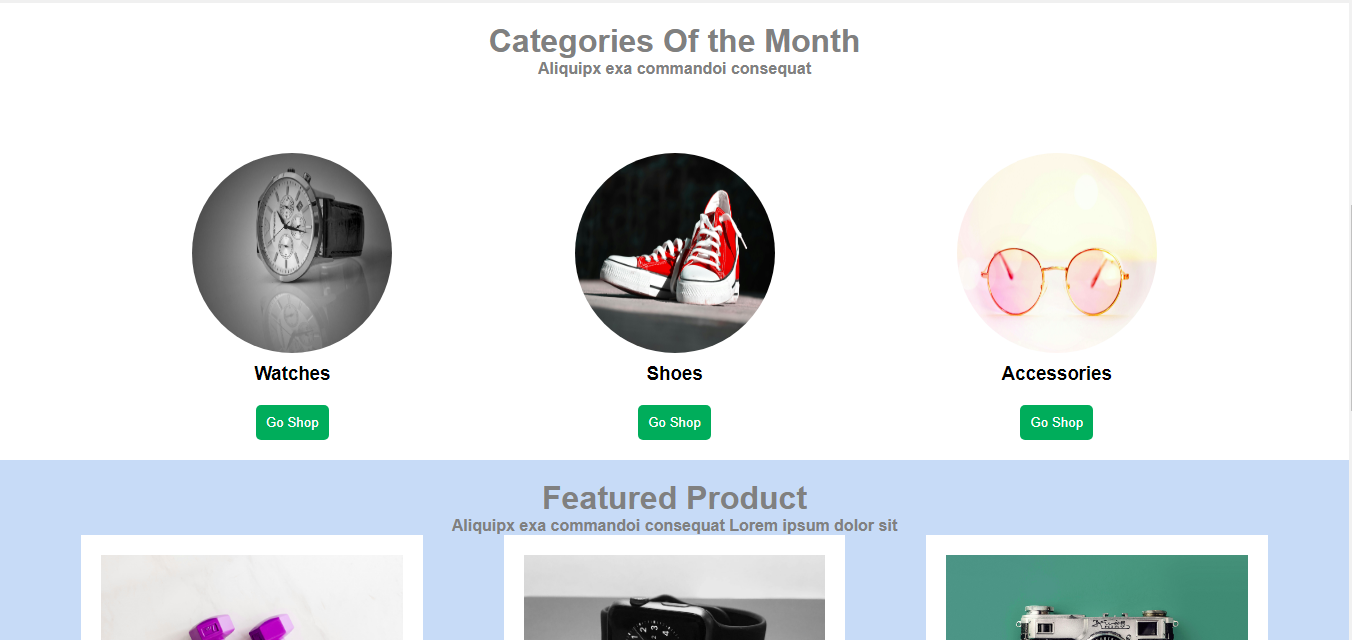 Categories Of the Month
Aliquipx exa commandoi consequat
Watches
Shoes
Accessories
Go Shop
Go Shop
Go Shop
Featured Product
Aliquipx exa commandoi consequat Lorem ipsum dolor sit